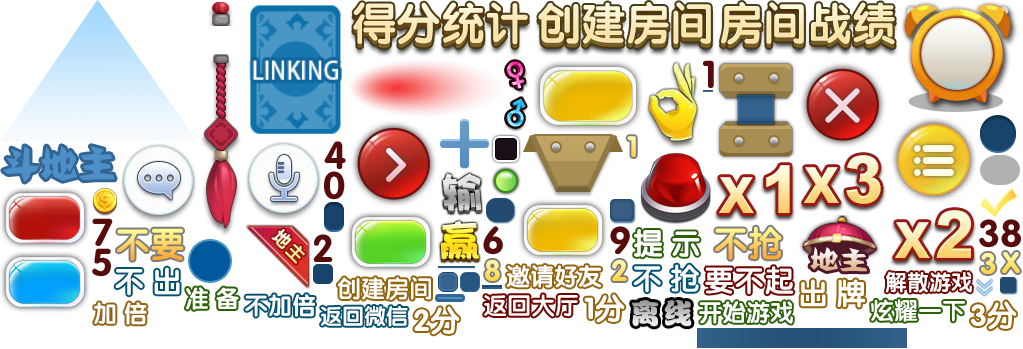 得分统计
创建房间
房间战绩
LINKING
1
1
斗地主
4
0
输
x1
x3
7
5
不要
地主
2
赢
6
9
提示
不抢
地主
x2
38
不出
8
邀请好友
2
不抢
要不起
3X
加倍
准备
不加倍
创建房间
返回大厅
1分
出牌
解散游戏
返回微信
2分
离线
开始游戏
炫耀一下
3分